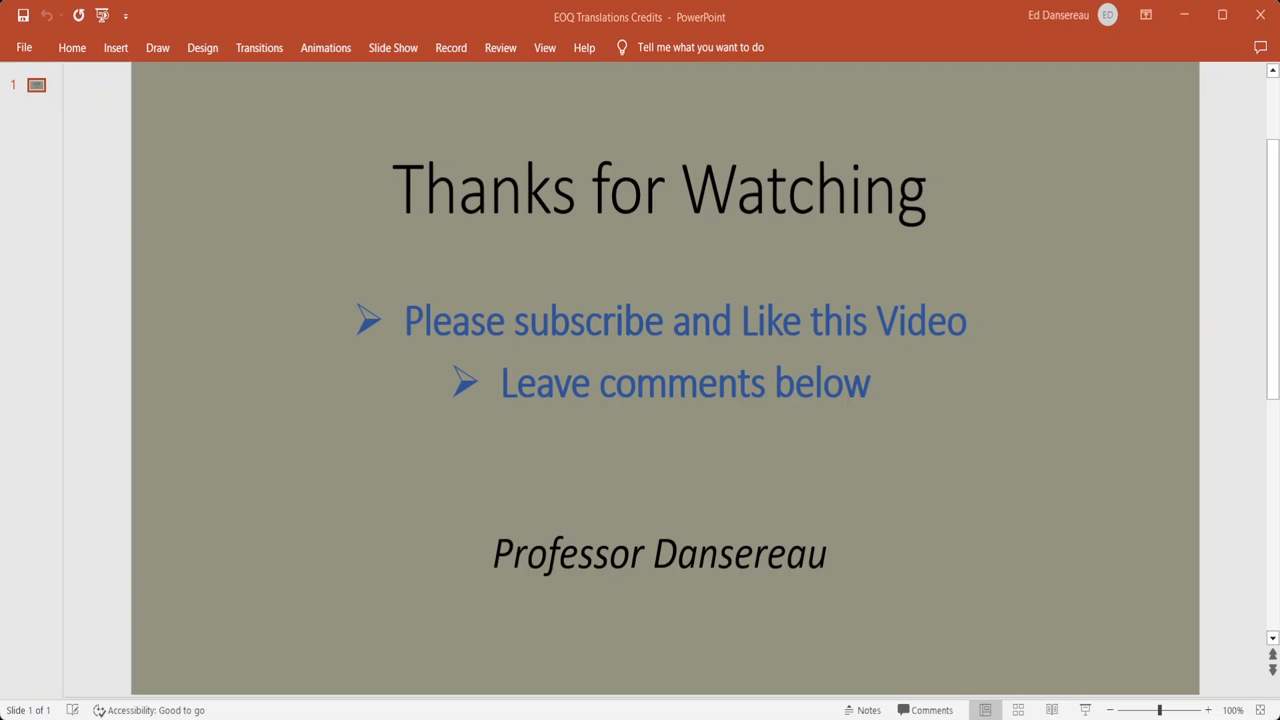 EOQ Translations Credits - PowerPoint
Ed Dansereau ED
File Home Insert Draw Design Transitions Animations Slide Show Record Review View Help Tell me what you want to do
1
Thanks for Watching
Please subscribe and Like this Video
Leave comments below
Professor Dansereau
Slide 1 of 1 Accessibility: Good to go Notes Comments 100%